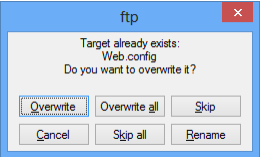 ftp
Target already exists:
Web.config
Do you want to overwrite it?
Overwrite Overwrite all Skip
Cancel Skip all Rename